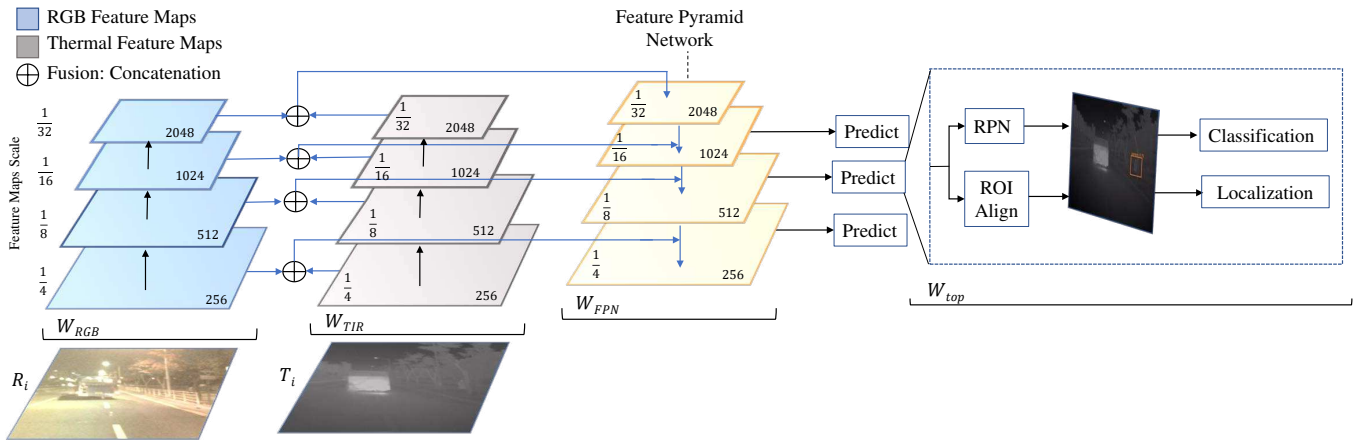 RGB Feature Maps
Thermal Feature Maps
Fusion: Concatenation
Feature Maps Scale
1/32
1/16
1/8
1/4
2048
1024
512
256
W_RGB
R_i
1/32
2048
1/16
1024
1/8
512
1/4
256
W_TIR
T_i
Feature Pyramid
Network
1/32
2048
1/16
1024
1/8
512
1/4
256
W_FPN
Predict
Predict
Predict
RPN
ROI
Align
Classification
Localization
W_top